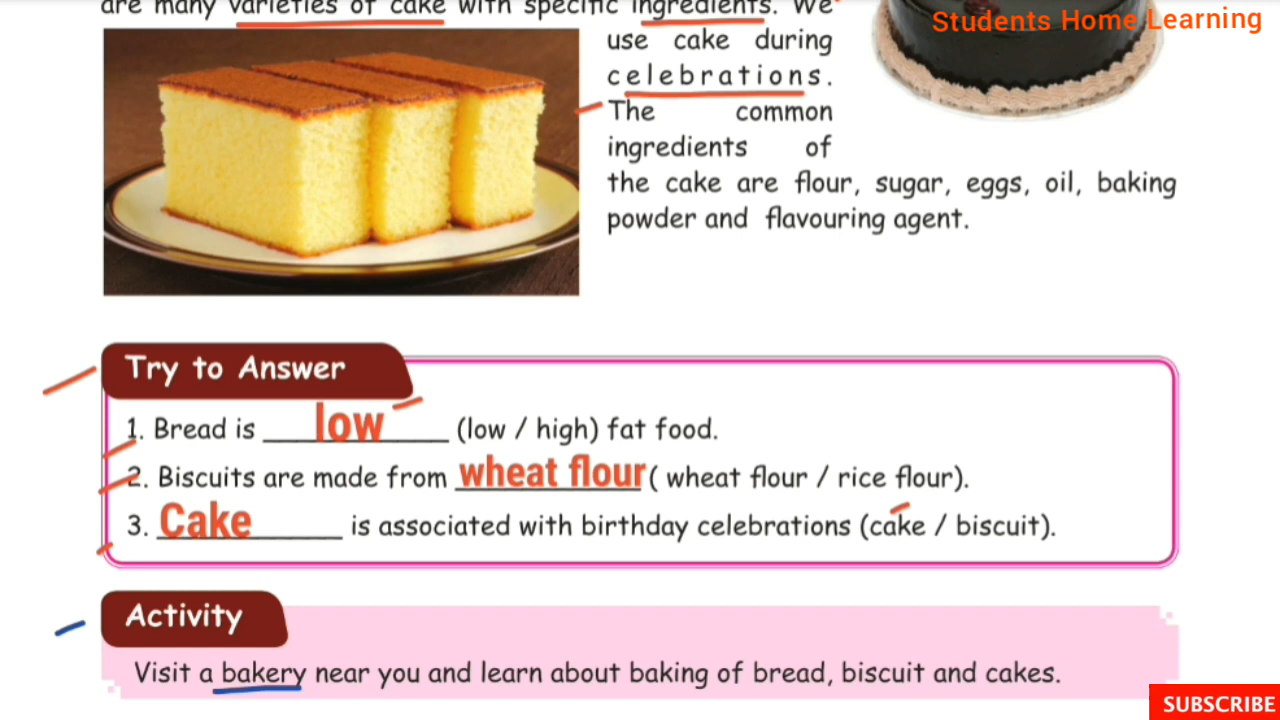 are many varieties of cake with specific ingredients. We
Students Home Learning
use cake during
celebrations.
The common
ingredients of
the cake are flour, sugar, eggs, oil, baking
powder and flavouring agent.
Try to Answer
1. Bread is low (low / high) fat food.
2. Biscuits are made from wheat flour ( wheat flour / rice flour).
3. Cake is associated with birthday celebrations (cake / biscuit).
Activity
Visit a bakery near you and learn about baking of bread, biscuit and cakes.
SUBSCRIBE